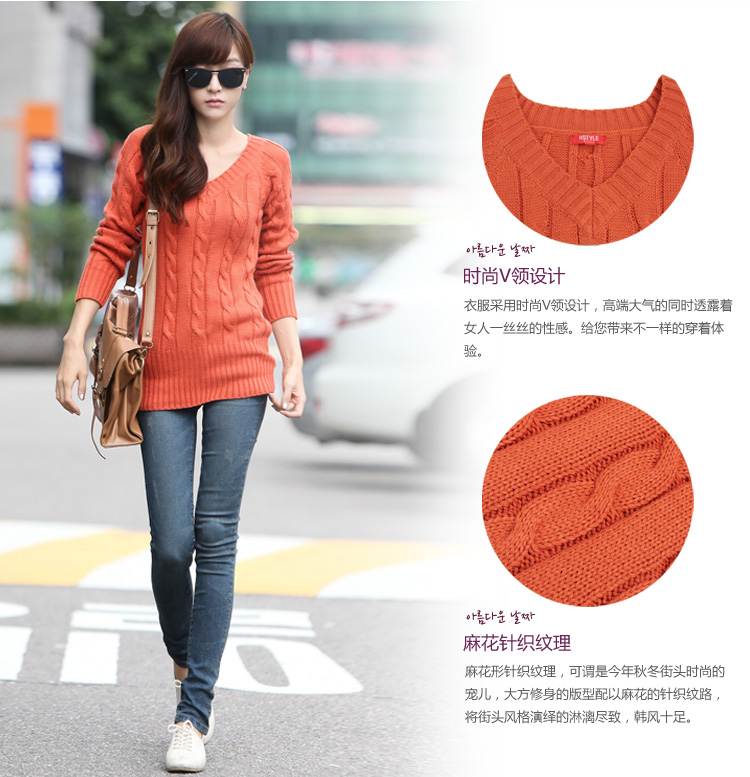 HSTYLE
아름다운 날짜
时尚V领设计
衣服采用时尚V领设计，高端大气的同时透露着
女人一丝丝的性感。给您带来不一样的穿着体
验。
아름다운 날짜
麻花针织纹理
麻花形针织纹理，可谓是今年秋冬街头时尚的
宠儿，大方修身的版型配以麻花的针织纹路，
将街头风格演绎的淋漓尽致，韩风十足。